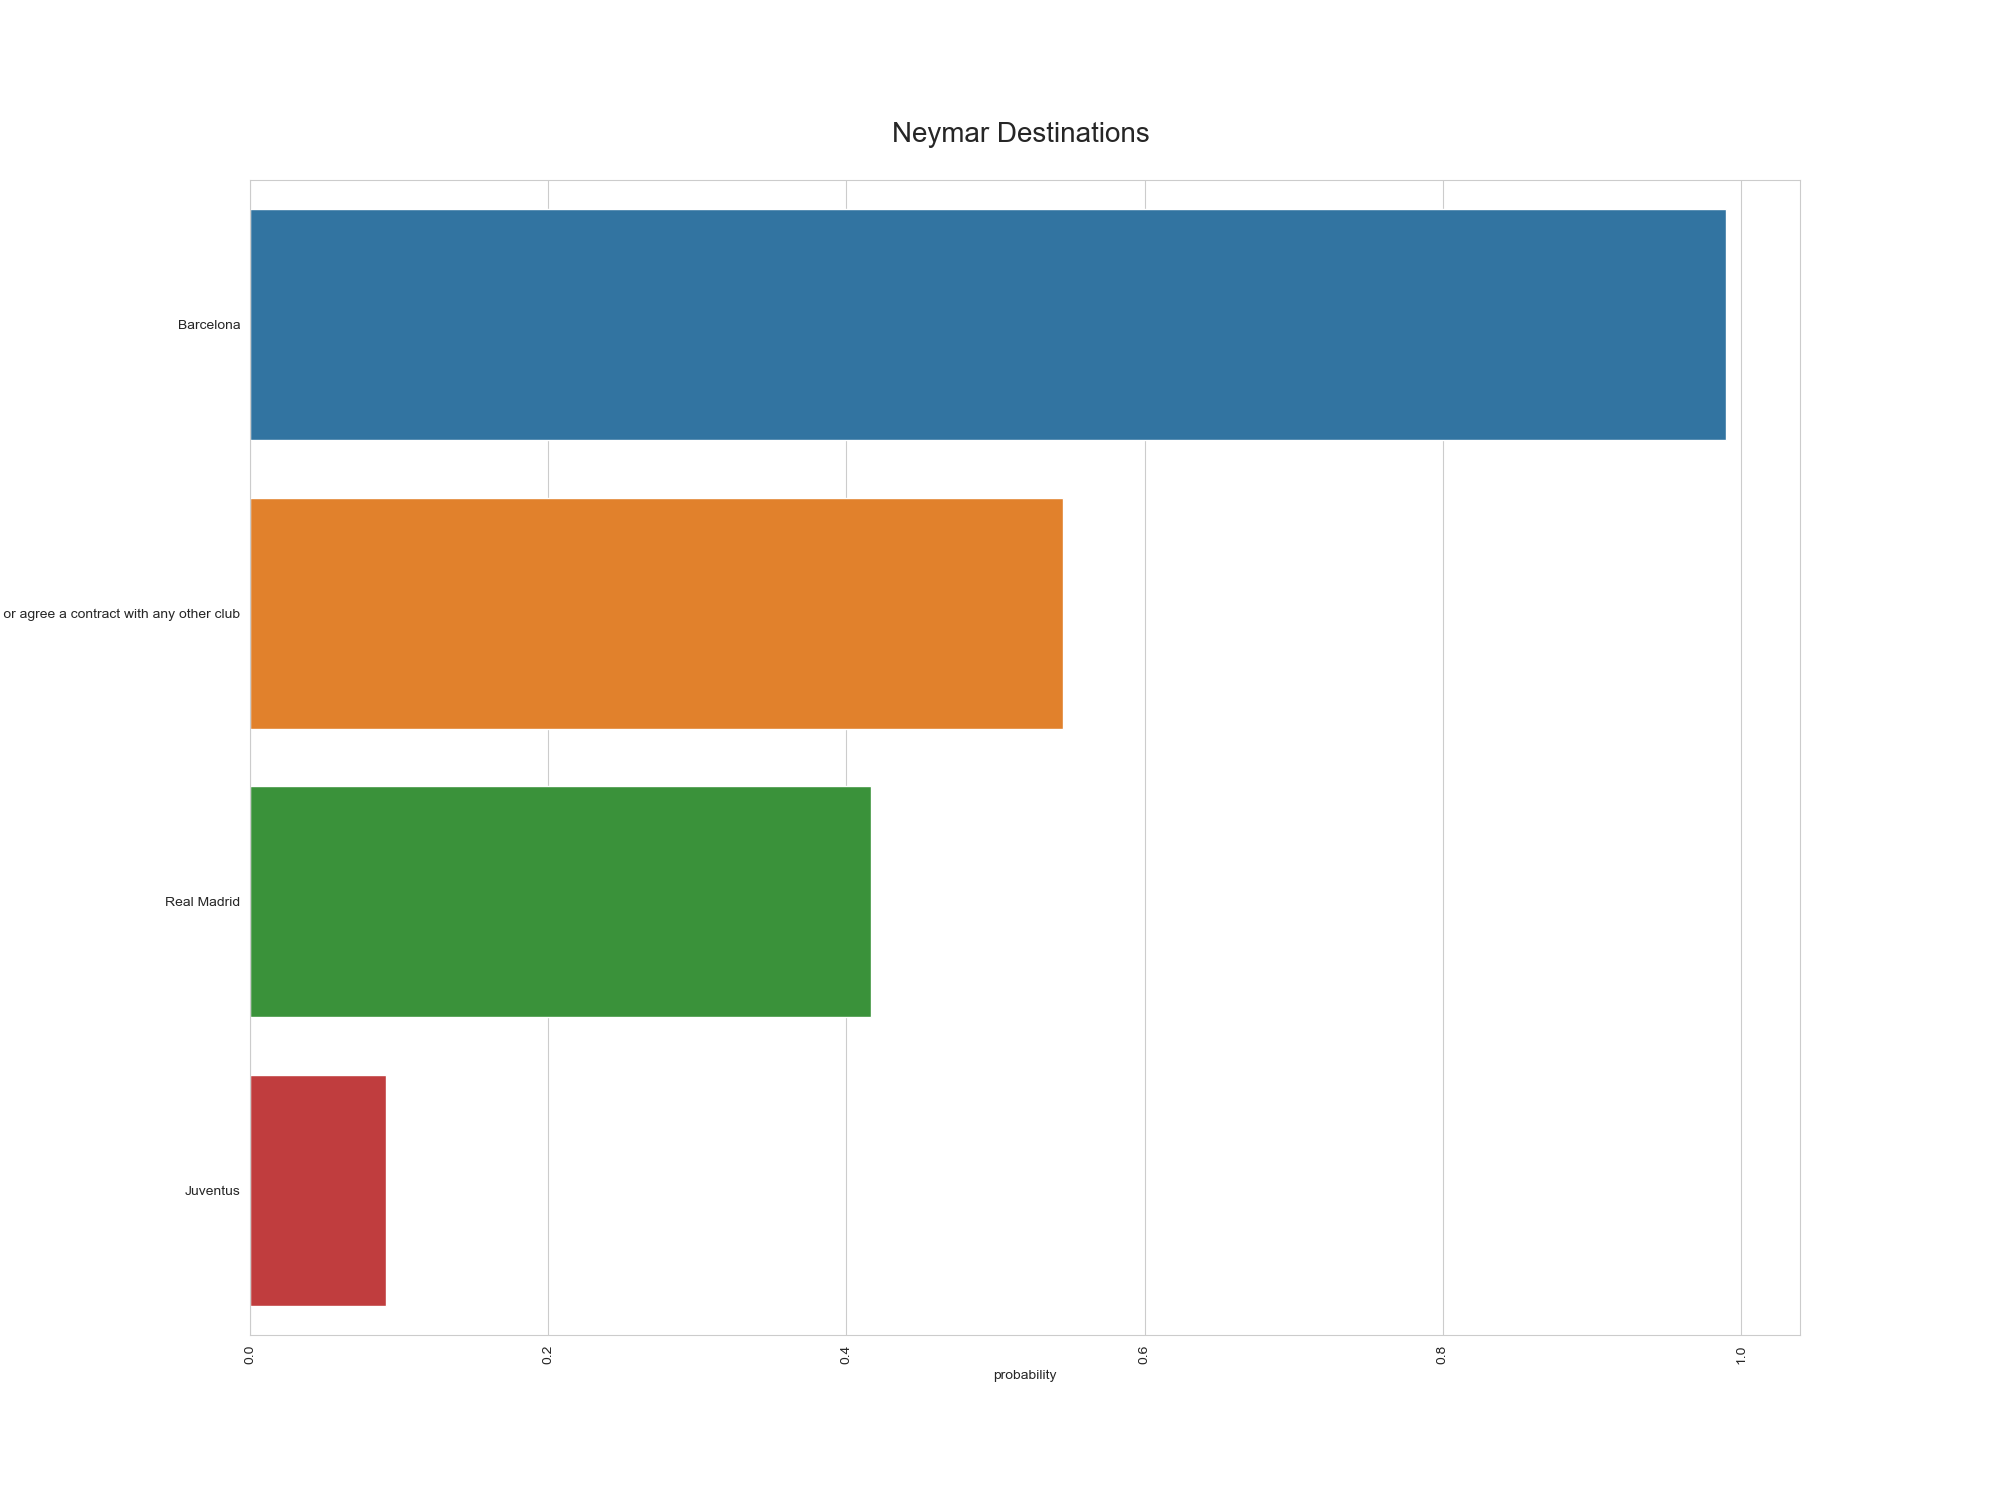 Neymar Destinations
Barcelona
or agree a contract with any other club
Real Madrid
Juventus
0.0
0.2
0.4
0.6
0.8
1.0
probability